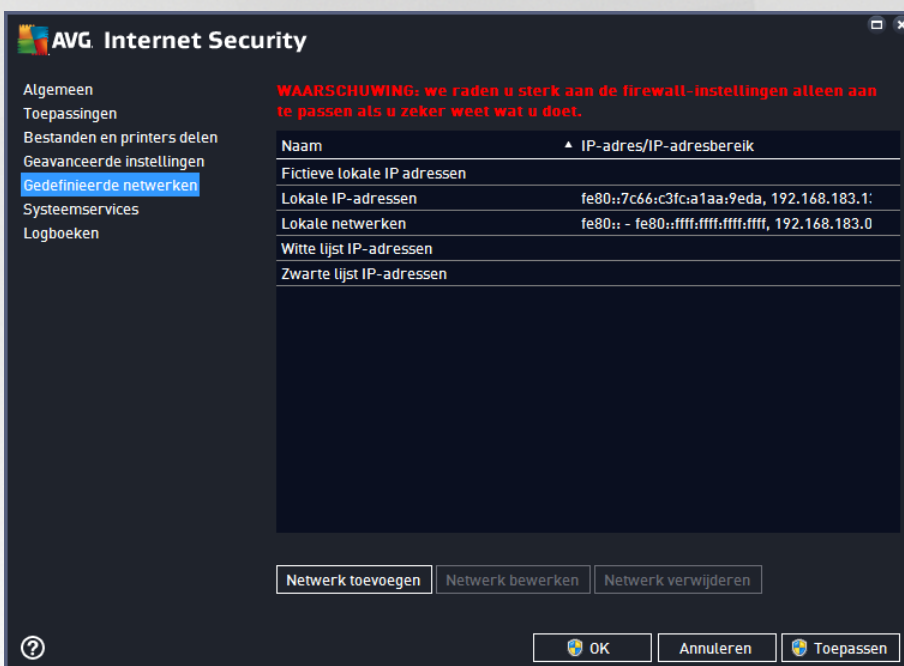 AVG Internet Security
Algemeen
Toepassingen
Bestanden en printers delen
Geavanceerde instellingen
Gedefinieerde netwerken
Systeemservices
Logboeken
WAARSCHUWING: we raden u sterk aan de firewall-instellingen alleen aan
te passen als u zeker weet wat u doet.
Naam IP-adres/IP-adresbereik
Fictieve lokale IP adressen
Lokale IP-adressen fe80::7c66:c3fc:a1aa:9eda, 192.168.183.1
Lokale netwerken fe80:: - fe80::ffff:ffff:ffff:ffff, 192.168.183.0
Witte lijst IP-adressen
Zwarte lijst IP-adressen
Netwerk toevoegen Netwerk bewerken Netwerk verwijderen
OK Annuleren Toepassen